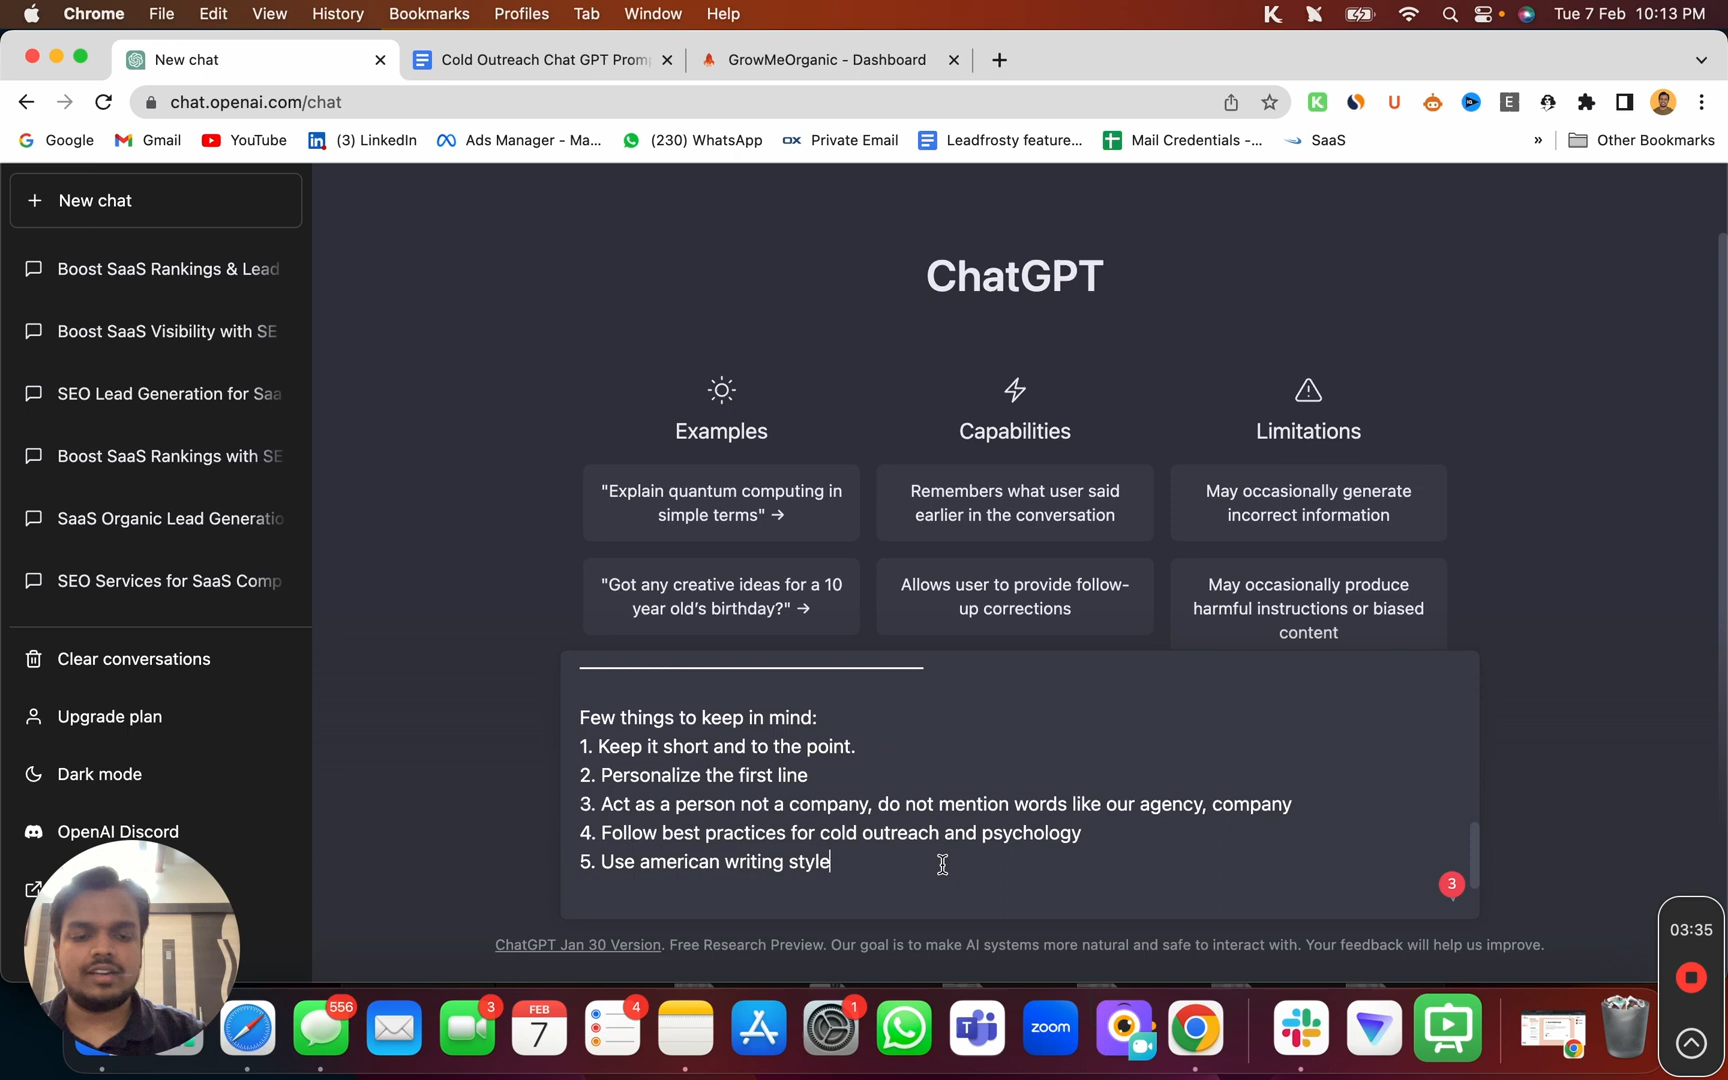 Chrome File Edit View History Bookmarks Profiles Tab Window Help Tue 7 Feb 10:13 PM
New chat Cold Outreach Chat GPT Prom GrowMeOrganic - Dashboard
chat.openai.com/chat
Google Gmail YouTube (3) LinkedIn Ads Manager - Ma... (230) WhatsApp OX Private Email Leadfrosty feature... Mail Credentials -... SaaS » Other Bookmarks
New chat
Boost SaaS Rankings & Lead
Boost SaaS Visibility with SE
SEO Lead Generation for Saa
Boost SaaS Rankings with SE
SaaS Organic Lead Generatio
SEO Services for SaaS Comp
Clear conversations
Upgrade plan
Dark mode
OpenAI Discord
ChatGPT
Examples
Capabilities
Limitations
"Explain quantum computing in
simple terms" →
Remembers what user said
earlier in the conversation
May occasionally generate
incorrect information
"Got any creative ideas for a 10
year old's birthday?" →
Allows user to provide follow-
up corrections
May occasionally produce
harmful instructions or biased
content
Few things to keep in mind:
1. Keep it short and to the point.
2. Personalize the first line
3. Act as a person not a company, do not mention words like our agency, company
4. Follow best practices for cold outreach and psychology
5. Use american writing style
3
ChatGPT Jan 30 Version. Free Research Preview. Our goal is to make AI systems more natural and safe to interact with. Your feedback will help us improve.
03:35
556
3
FEB
7
4
1
zoom